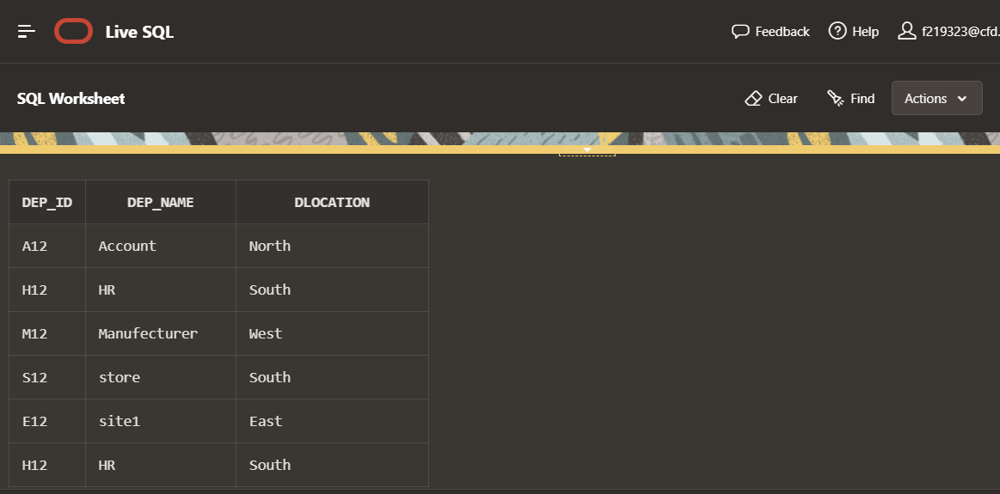 Live SQL Feedback Help f219323@cfd.
SQL Worksheet Clear Find Actions
DEP_ID DEP_NAME DLOCATION
A12 Account North
H12 HR South
M12 Manufecturer West
S12 store South
E12 site1 East
H12 HR South